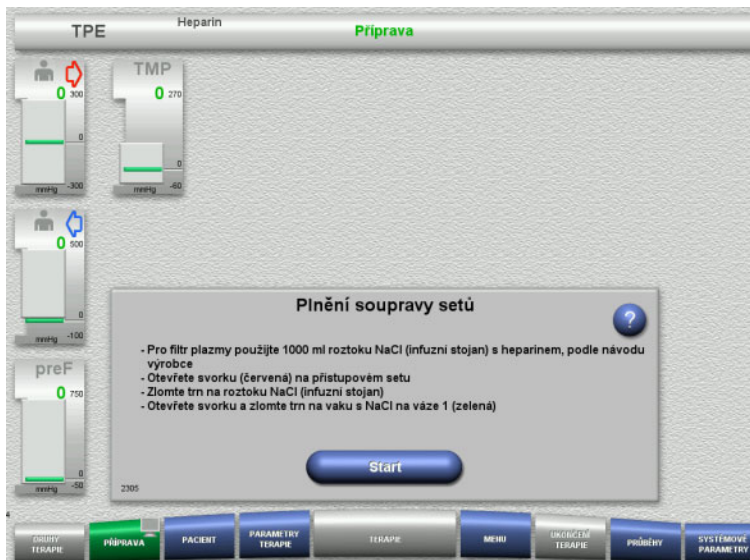 TPE
Heparin
Příprava
0
300
0
mmHg
-300
TMP
0
270
0
mmHg
-60
0
500
0
mmHg
-100
preF
0
750
0
mmHg
-50
Plnění soupravy setů
?
- Pro filtr plazmy použijte 1000 ml roztoku NaCl (infuzní stojan) s heparinem, podle návodu
výrobce
- Otevřete svorku (červená) na přístupovém setu
- Zlomte trn na roztoku NaCl (infuzní stojan)
- Otevřete svorku a zlomte trn na vaku s NaCl na váze 1 (zelená)
Start
2305
4
DRUHY
TERAPIE
PŘÍPRAVA
PACIENT
PARAMETRY
TERAPIE
TERAPIE
MENU
UKONČENÍ
TERAPIE
PRŮBĚHY
SYSTÉMOVÉ
PARAMETRY